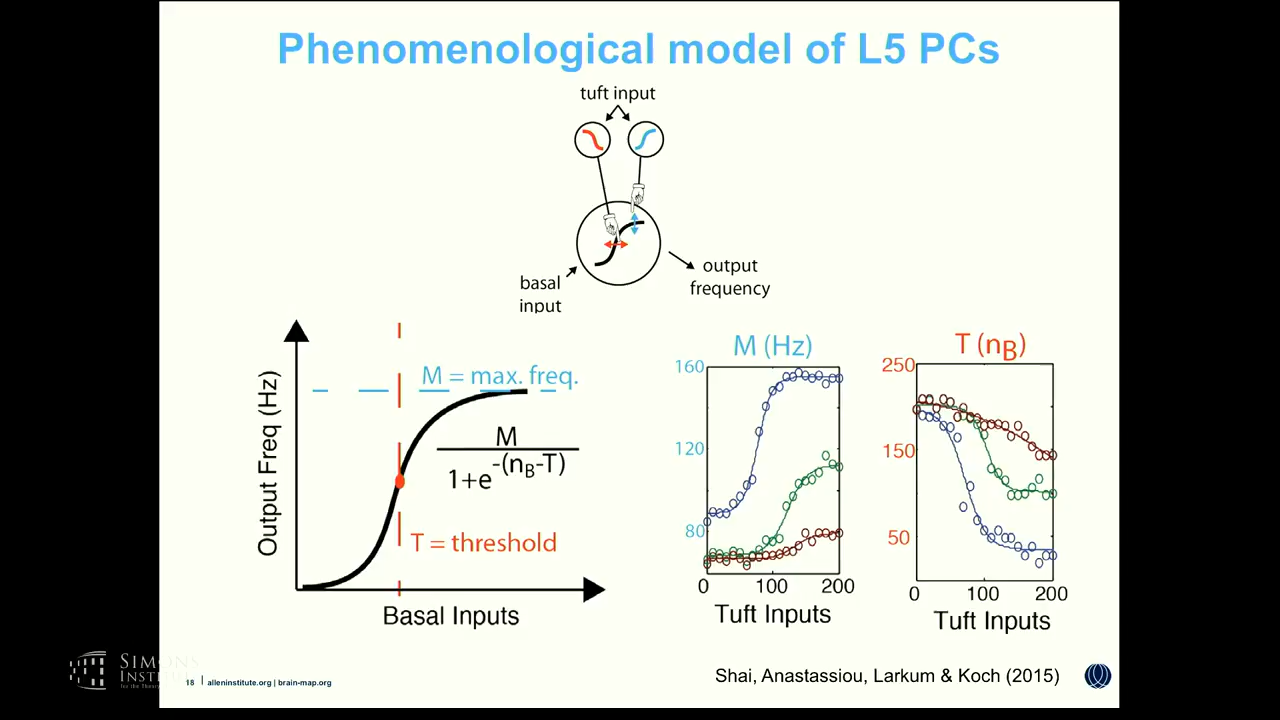 Phenomenological model of L5 PCs
tuft input
basal
input
output
frequency
Output Freq (Hz)
M = max. freq.
M
1+e^-(nB-T)
T = threshold
Basal Inputs
M (Hz)
160
120
80
0 100 200
Tuft Inputs
T (nB)
250
150
50
0 100 200
Tuft Inputs
Shai, Anastassiou, Larkum & Koch (2015)
SIMONS
INSTITUTE
18 | alleninstitute.org | brain-map.org